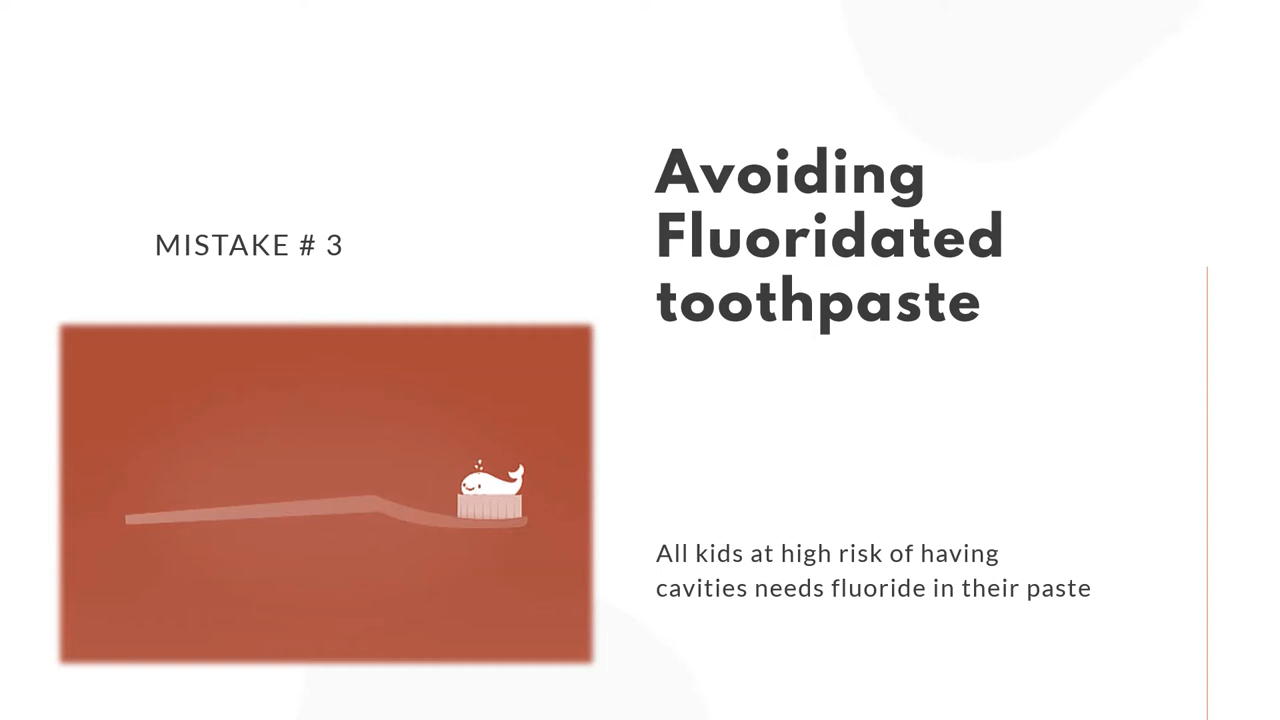 MISTAKE # 3
Avoiding
Fluoridated
toothpaste
All kids at high risk of having
cavities needs fluoride in their paste